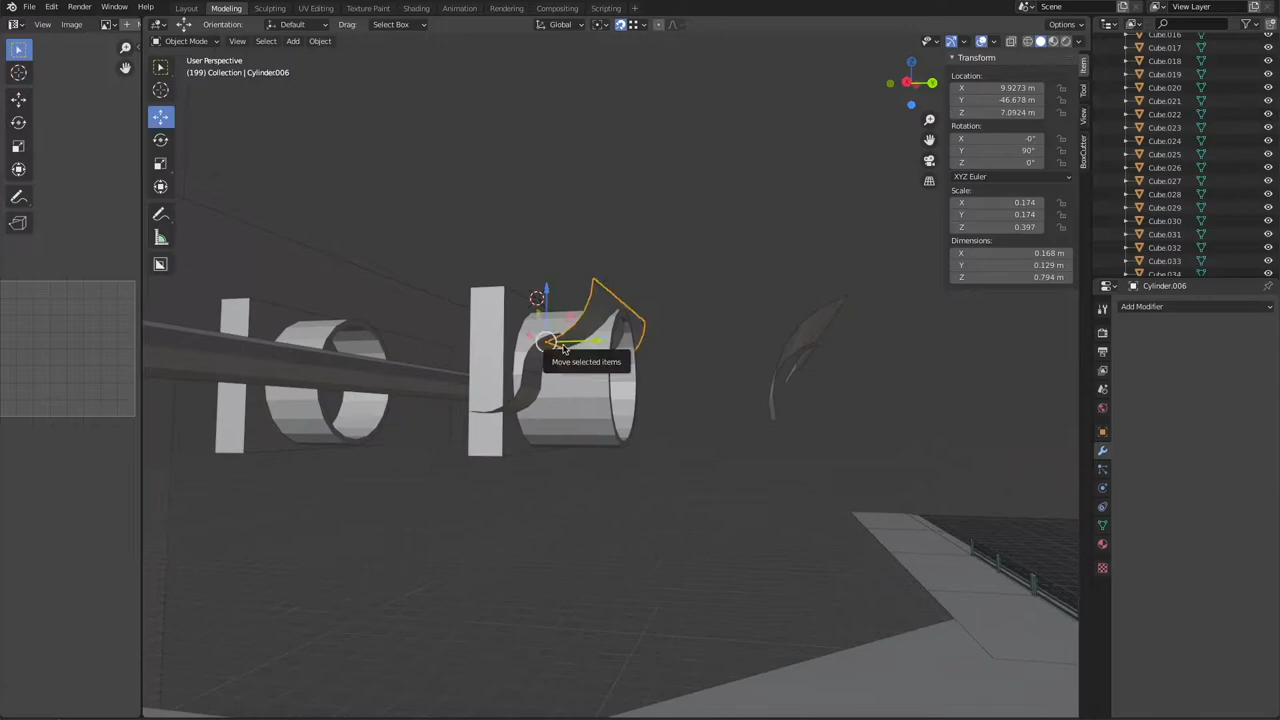 File Edit Render Window Help Layout Modeling Sculpting UV Editing Texture Paint Shading Animation Rendering Compositing Scripting Scene View Layer
View Image Orientation: Default Drag: Select Box Global Options
Object Mode View Select Add Object
User Perspective
(199) Collection | Cylinder.006
Move selected items
Z
X
Y
Transform
Location:
X 9.9273 m
Y -46.678 m
Z 7.0924 m
Rotation:
X -0°
Y 90°
Z 0°
XYZ Euler
Scale:
X 0.174
Y 0.174
Z 0.397
Dimensions:
X 0.168 m
Y 0.129 m
Z 0.794 m
Item
Tool
View
BoxCutter
Cube.016
Cube.017
Cube.018
Cube.019
Cube.020
Cube.021
Cube.022
Cube.023
Cube.024
Cube.025
Cube.026
Cube.027
Cube.028
Cube.029
Cube.030
Cube.031
Cube.032
Cube.033
Cube.034
Cylinder.006
Add Modifier